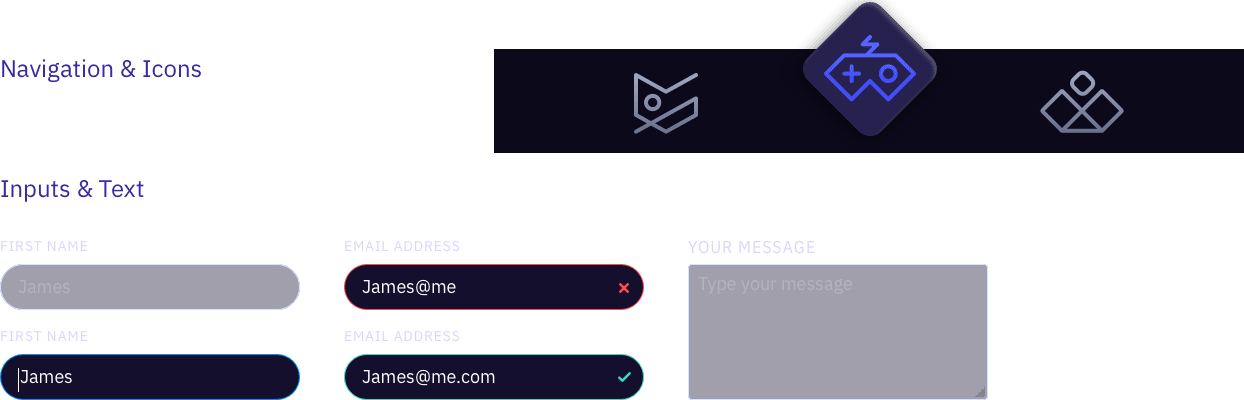 Navigation & Icons
Inputs & Text
FIRST NAME
James
EMAIL ADDRESS
James@me
YOUR MESSAGE
Type your message
FIRST NAME
James
EMAIL ADDRESS
James@me.com